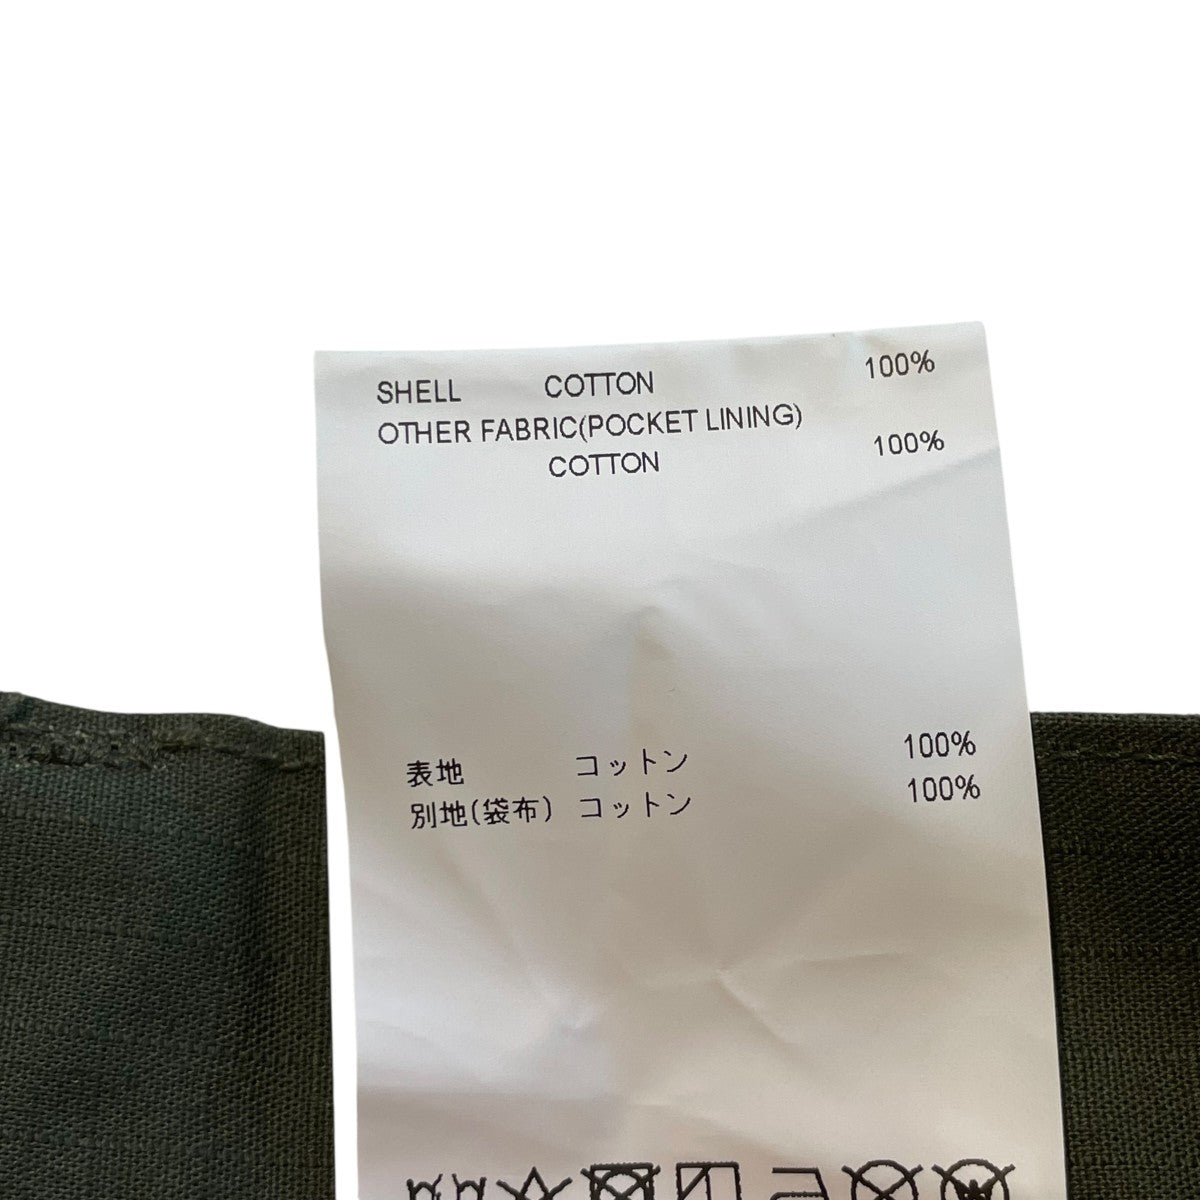 SHELL COTTON 100%
OTHER FABRIC(POCKET LINING)
COTTON 100%
表地 コットン 100%
別地(袋布) コットン 100%